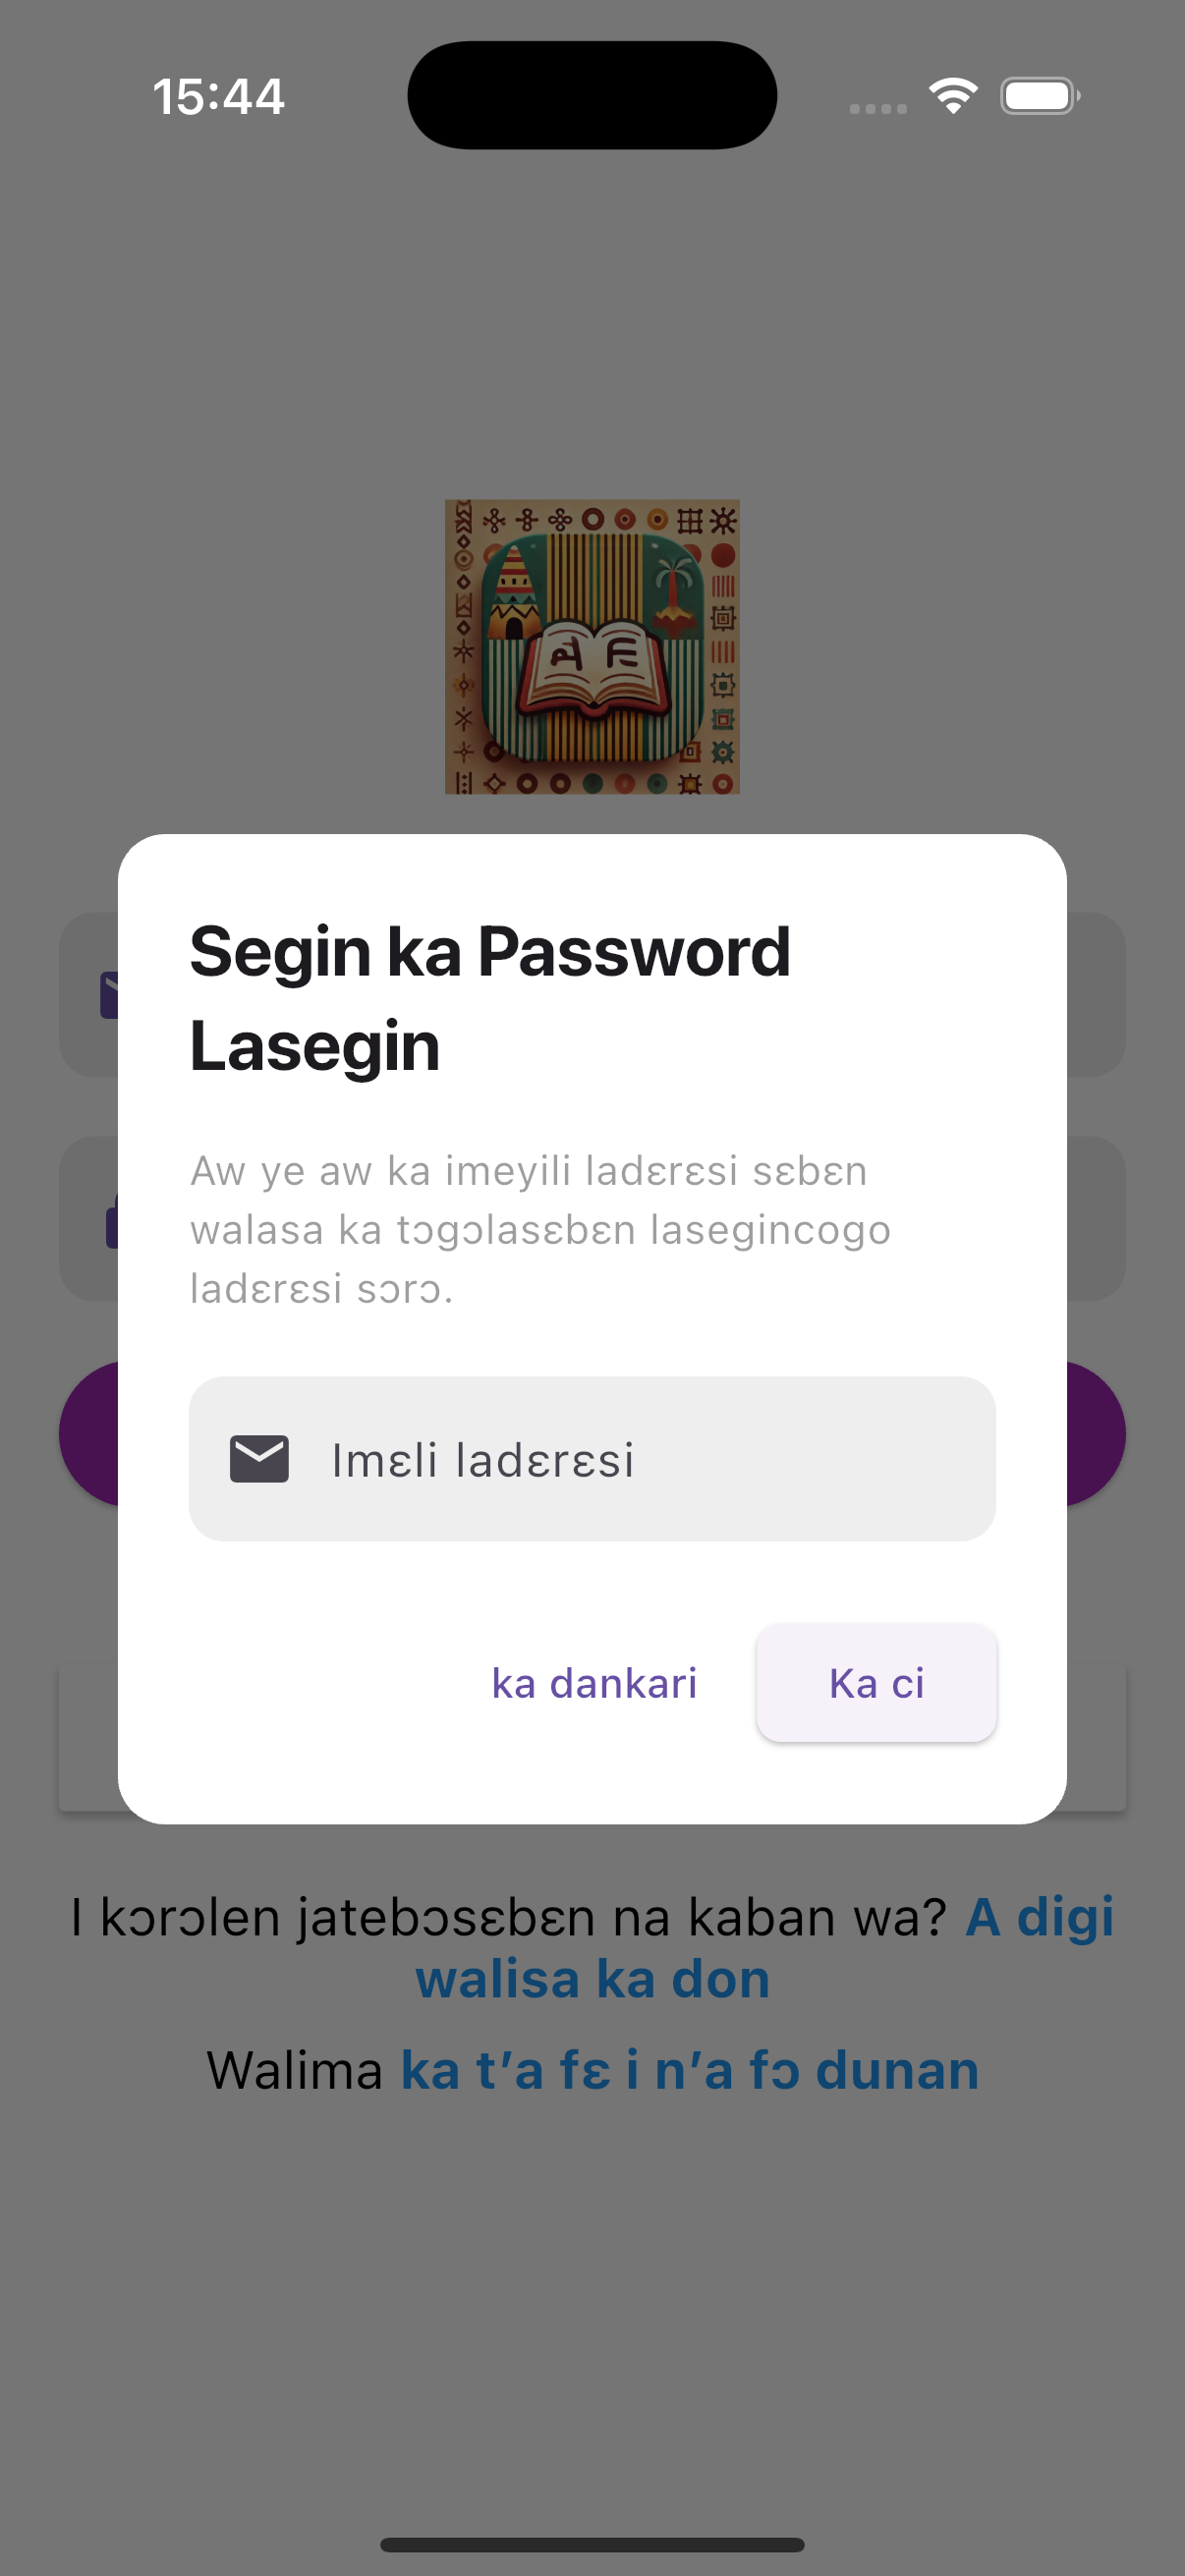 15:44
Segin ka Password
Lasegin
Aw ye aw ka imeyili ladɛrɛsi sɛbɛn
walasa ka tɔgɔlasɛbɛn lasegincogo
ladɛrɛsi sɔrɔ.
Imɛli ladɛrɛsi
ka dankari
Ka ci
I kɔrɔlen jatebɔsɛbɛn na kaban wa? A digi
walisa ka don
Walima ka t’a fɛ i n’a fɔ dunan